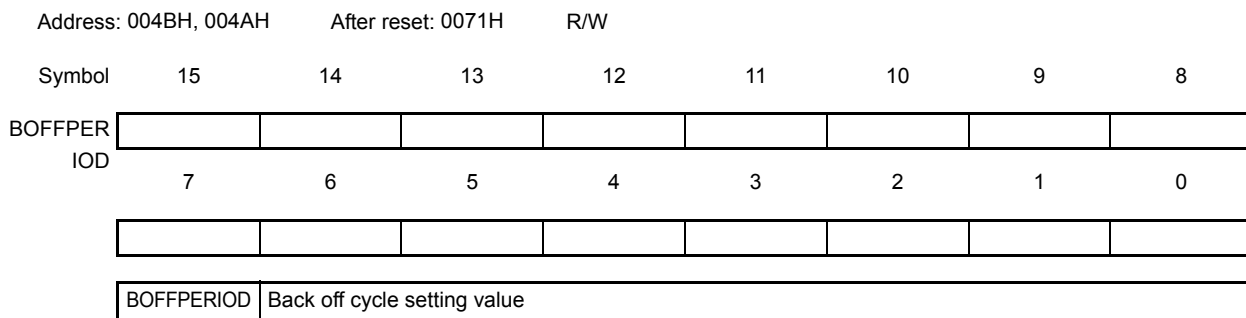 Address: 004BH, 004AH After reset: 0071H R/W
Symbol 15 14 13 12 11 10 9 8
BOFFPER
IOD
7 6 5 4 3 2 1 0
BOFFPERIOD Back off cycle setting value